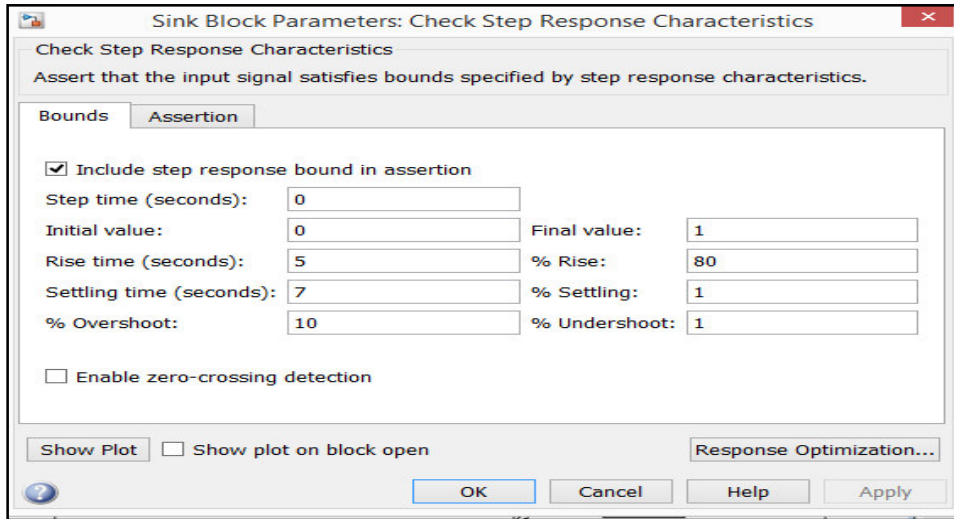 Sink Block Parameters: Check Step Response Characteristics
Check Step Response Characteristics
Assert that the input signal satisfies bounds specified by step response characteristics.
Bounds Assertion
Include step response bound in assertion
Step time (seconds): 0
Initial value: 0 Final value: 1
Rise time (seconds): 5 % Rise: 80
Settling time (seconds): 7 % Settling: 1
% Overshoot: 10 % Undershoot: 1
Enable zero-crossing detection
Show Plot Show plot on block open Response Optimization...
OK Cancel Help Apply